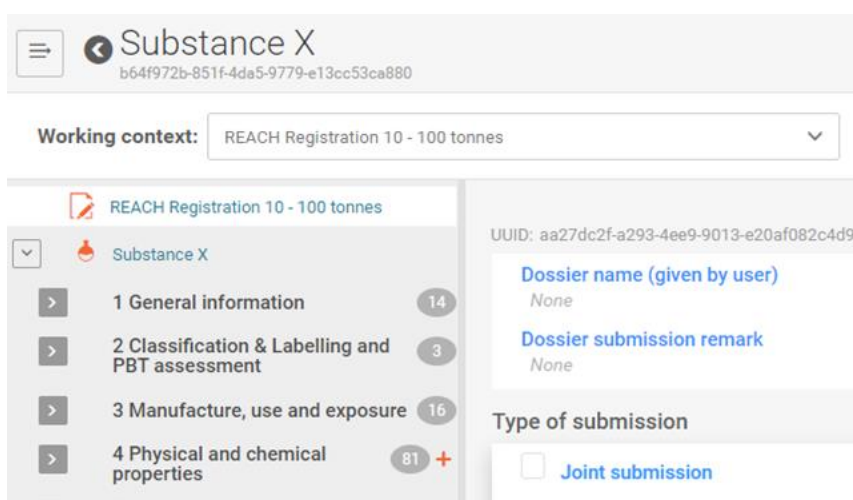 Substance X
b64f972b-851f-4da5-9779-e13cc53ca880
Working context: REACH Registration 10 - 100 tonnes
REACH Registration 10 - 100 tonnes
Substance X
1 General information 14
2 Classification & Labelling and
PBT assessment 3
3 Manufacture, use and exposure 16
4 Physical and chemical
properties 81 +
UUID: aa27dc2f-a293-4ee9-9013-e20af082c4d9
Dossier name (given by user)
None
Dossier submission remark
None
Type of submission
Joint submission